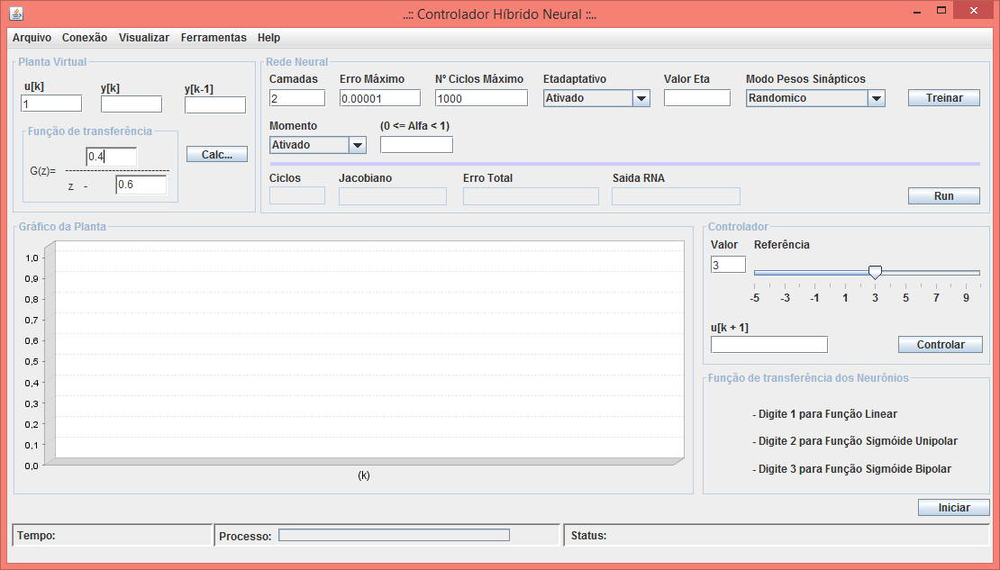 ..:: Controlador Híbrido Neural ::..
Arquivo Conexão Visualizar Ferramentas Help
Planta Virtual
u[k] y[k] y[k-1]
1
Função de transferência
0.4
G(z)= --------------------------
z - 0.6
Calc...
Rede Neural
Camadas Erro Máximo Nº Ciclos Máximo Etadaptativo Valor Eta Modo Pesos Sinápticos
2 0.00001 1000 Ativado Randomico Treinar
Momento (0 <= Alfa < 1)
Ativado
Ciclos Jacobiano Erro Total Saida RNA
Run
Gráfico da Planta
1,0
0,9
0,8
0,7
0,6
0,5
0,4
0,3
0,2
0,1
0,0
(k)
Controlador
Valor Referência
3
-5 -3 -1 1 3 5 7 9
u[k + 1]
Controlar
Função de transferência dos Neurônios
- Digite 1 para Função Linear
- Digite 2 para Função Sigmóide Unipolar
- Digite 3 para Função Sigmóide Bipolar
Iniciar
Tempo: Processo: Status: